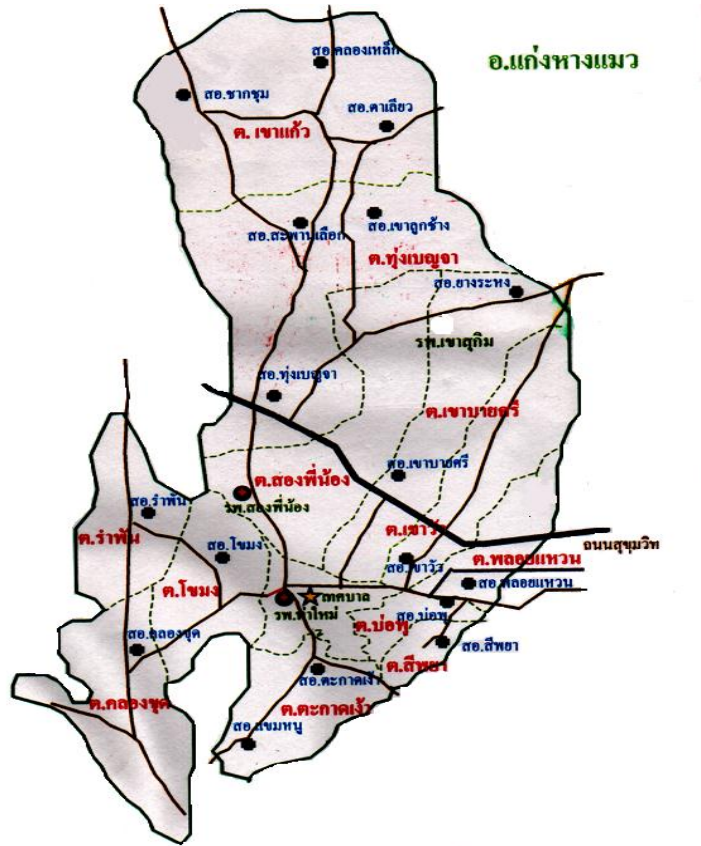 สอ.คลองเหล็ก
อ.แก่งหางแมว
สอ.ชากชุม
สอ.ตาเลียว
ต. เขาแก้ว
สอ.เขาลูกช้าง
สอ.สะพานเลือก
ต.ทุ่งเบญจา
สอ.ยางระหง
รพ.เขาสุกิม
สอ.ทุ่งเบญจา
ต.เขาบายศรี
สอ.เขาบายศรี
ต.สองพี่น้อง
รพ.สองพี่น้อง
สอ.รำพัน
ต.รำพัน
ต.เขาวัว
ถนนสุขุมวิท
สอ.โขมง
สอ.เขาวัว
ต.พลอยแหวน
สอ.พลอยแหวน
ต.โขมง
เทศบาล
รพ.ท่าใหม่
สอ.บ่อพุ
ต.บ่อพุ
สอ.คลองขุด
สอ.สีพยา
ต.สีพยา
สอ.ตะกาดเง้า
ต.คลองขุด
ต.ตะกาดเง้า
สอ.แขมหนู